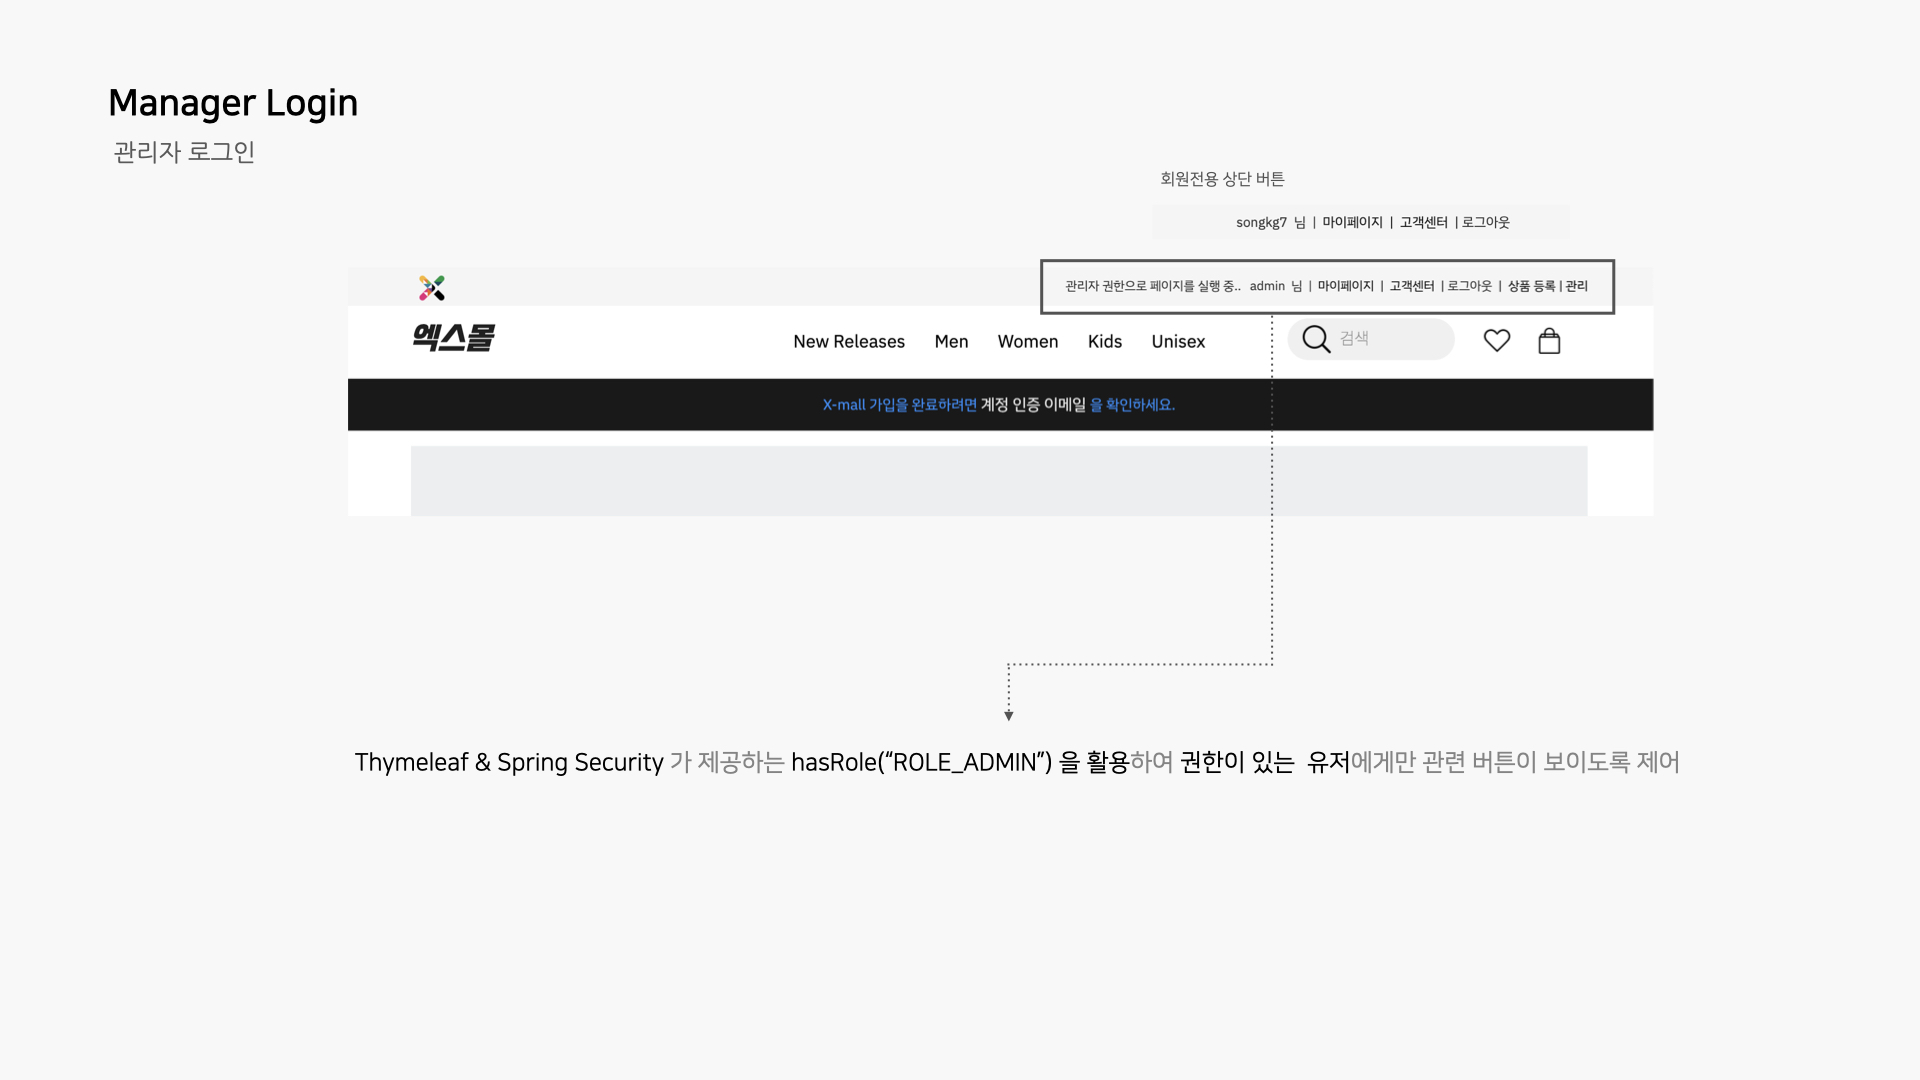 Manager Login
관리자 로그인
회원전용 상단 버튼
songkg7 님 | 마이페이지 | 고객센터 | 로그아웃
관리자 권한으로 페이지를 실행 중.. admin 님 | 마이페이지 | 고객센터 | 로그아웃 | 상품 등록 | 관리
엑스몰
New Releases Men Women Kids Unisex
검색
X-mall 가입을 완료하려면 계정 인증 이메일 을 확인하세요.
Thymeleaf & Spring Security 가 제공하는 hasRole(“ROLE_ADMIN”) 을 활용하여 권한이 있는 유저에게만 관련 버튼이 보이도록 제어